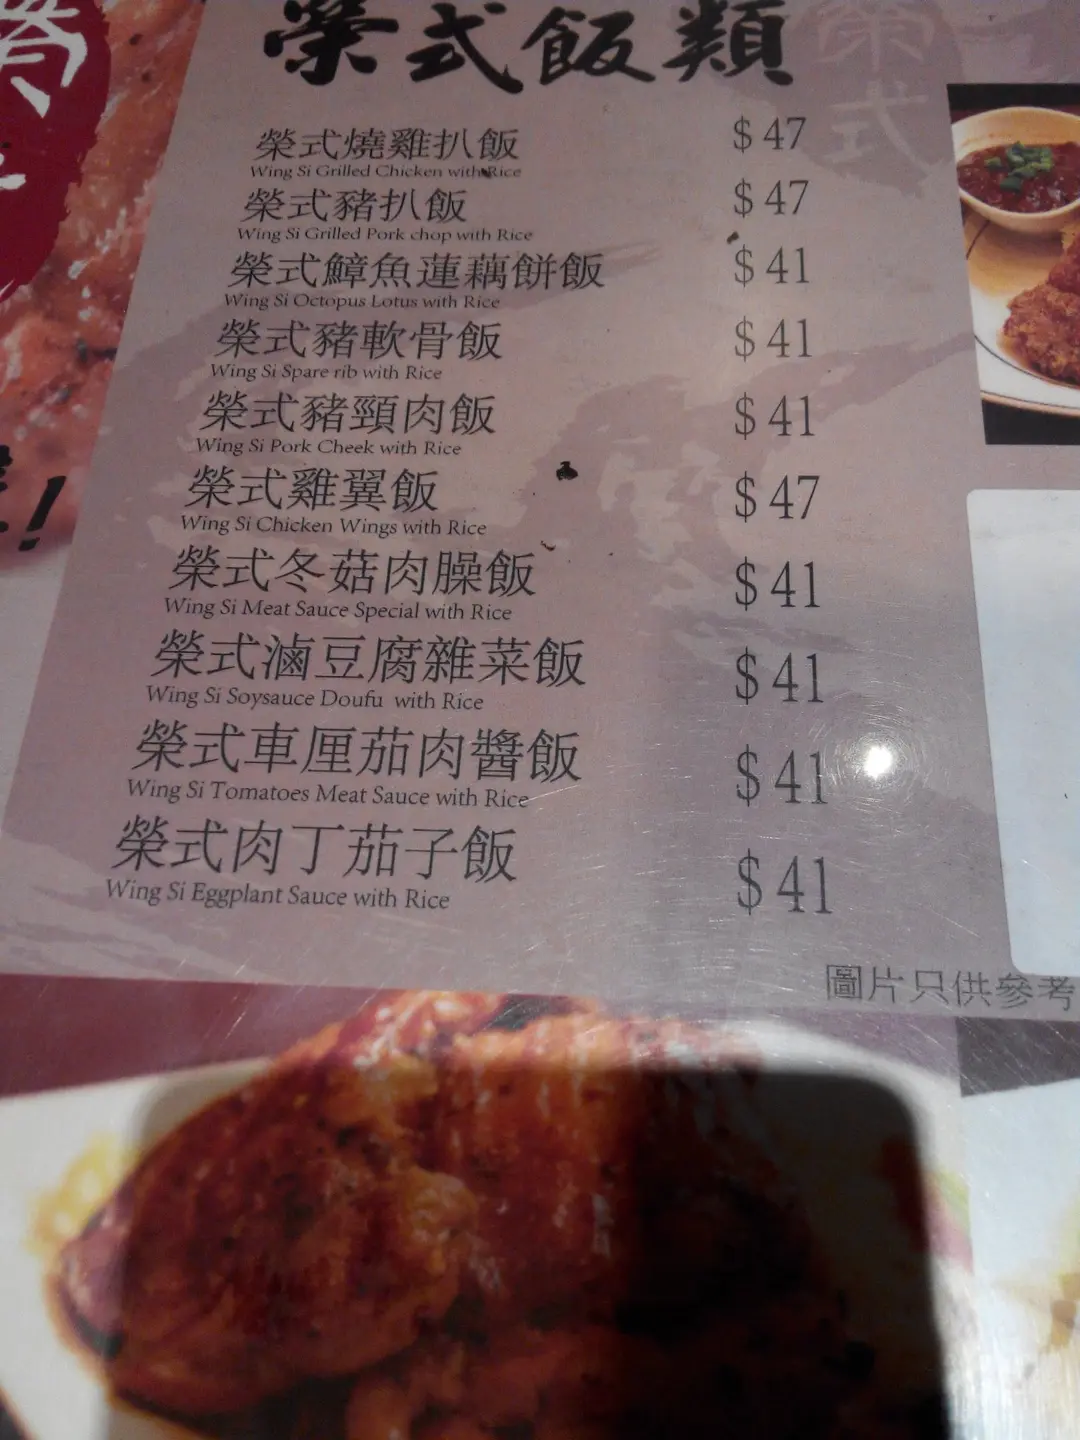 榮式飯類
榮式燒雞扒飯 $47
Wing Si Grilled Chicken with Rice
榮式豬扒飯 $47
Wing Si Grilled Pork chop with Rice
榮式鱆魚蓮藕餅飯 $41
Wing Si Octopus Lotus with Rice
榮式豬軟骨飯 $41
Wing Si Spare rib with Rice
榮式豬頸肉飯 $41
Wing Si Pork Cheek with Rice
榮式雞翼飯 $47
Wing Si Chicken Wings with Rice
榮式冬菇肉臊飯 $41
Wing Si Meat Sauce Special with Rice
榮式滷豆腐雜菜飯 $41
Wing Si Soysauce Doufu with Rice
榮式車厘茄肉醬飯 $41
Wing Si Tomatoes Meat Sauce with Rice
榮式肉丁茄子飯 $41
Wing Si Eggplant Sauce with Rice
圖片只供參考
榮式